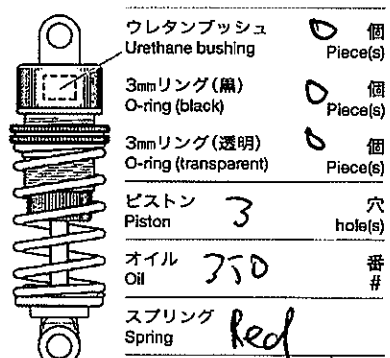 ウレタンブッシュ 0 個
Urethane bushing Piece(s)
3mmリング(黒) 0 個
O-ring (black) Piece(s)
3mmリング(透明) 0 個
O-ring (transparent) Piece(s)
ピストン 3 穴
Piston hole(s)
オイル 350 番
Oil #
スプリング Red
Spring